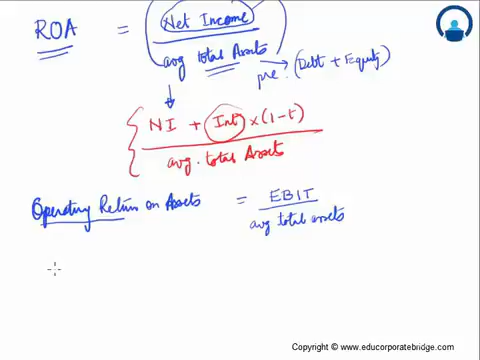 ROA = Net Income
avg total Assets
pre : (Debt + Equity)
NI + Int × (1-t)
avg. total Assets
Operating Return on Assets = EBIT
avg total assets
Copyright © www.educorporatebridge.com